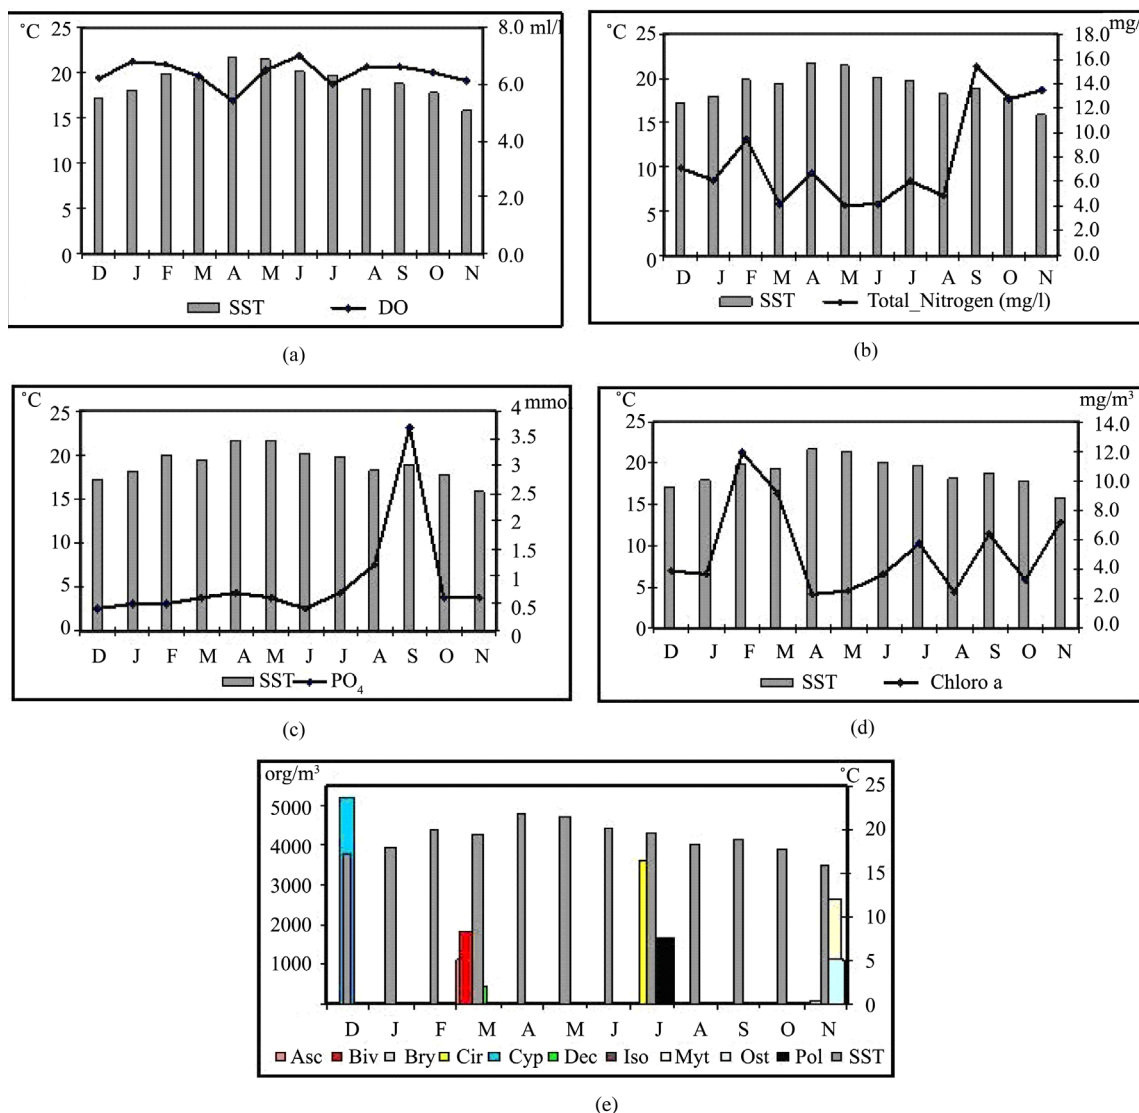 ˚C 25 20 15 10 5 0 8.0 ml/l 6.0 4.0 2.0 0.0
D J F M A M J J A S O N
SST DO
(a)
˚C 25 20 15 10 5 0 mg/ 18.0 16.0 14.0 12.0 10.0 8.0 6.0 4.0 2.0 0.0
D J F M A M J J A S O N
SST Total_Nitrogen (mg/l)
(b)
˚C 25 20 15 10 5 0 4 mmo 3.5 3 2.5 2 1.5 1 0.5 0
D J F M A M J J A S O N
SST PO4
(c)
˚C 25 20 15 10 5 0 mg/m³ 14.0 12.0 10.0 8.0 6.0 4.0 2.0 0.0
D J F M A M J J A S O N
SST Chloro a
(d)
org/m³ 5000 4000 3000 2000 1000 ˚C 25 20 15 10 5 0
D J F M A M J J A S O N
Asc Biv Bry Cir Cyp Dec Iso Myt Ost Pol SST
(e)